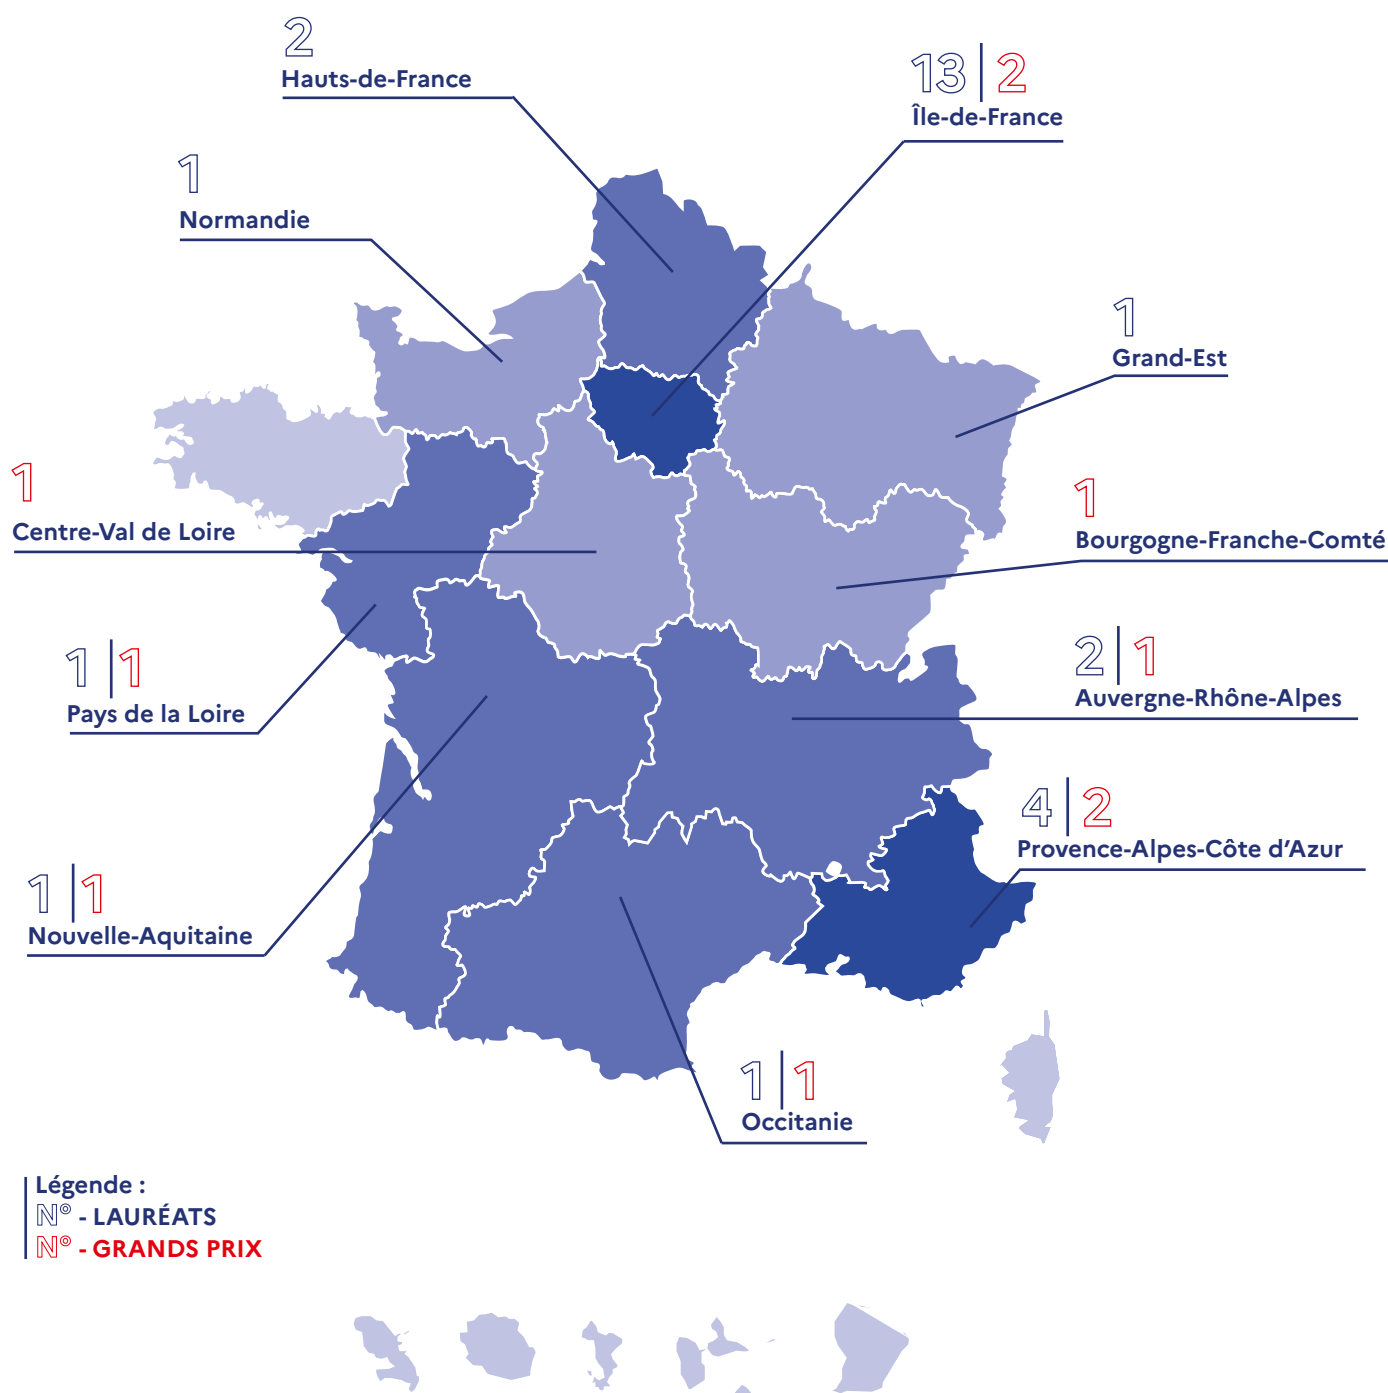 2
Hauts-de-France
13 | 2
Île-de-France
1
Normandie
1
Grand-Est
1
Centre-Val de Loire
1
Bourgogne-Franche-Comté
1 | 1
Pays de la Loire
2 | 1
Auvergne-Rhône-Alpes
4 | 2
Provence-Alpes-Côte d'Azur
1 | 1
Nouvelle-Aquitaine
1 | 1
Occitanie
Légende :
N° - LAURÉATS
N° - GRANDS PRIX